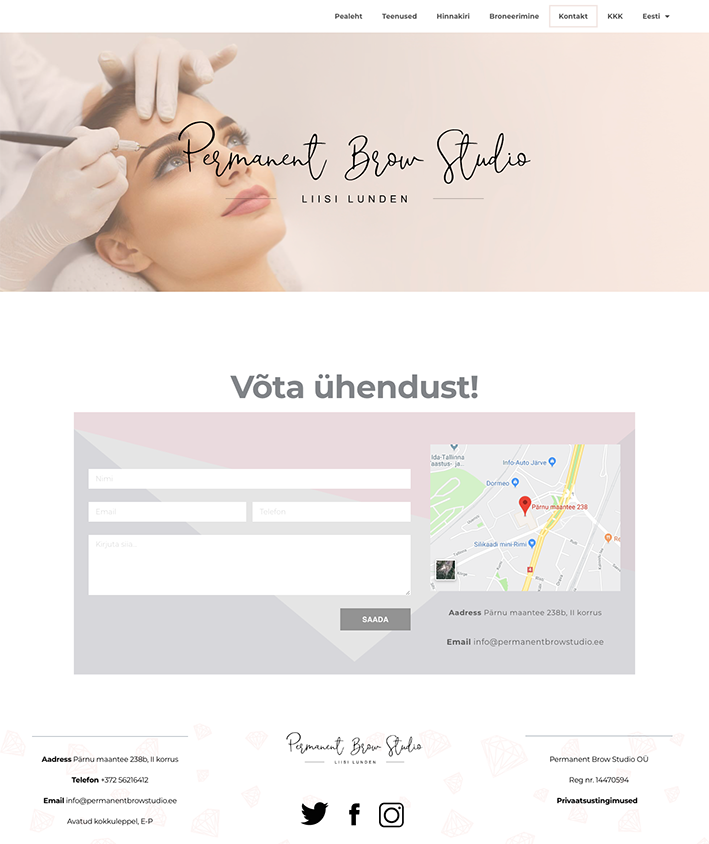 Pealeht Teenused Hinnakiri Broneerimine Kontakt KKK Eesti
Permanent Brow Studio
LIISI LUNDEN
Võta ühendust!
Ida-Tallinna
aastus- ja..
Info-Auto Järve
Dormeo
Pärnu maantee 238
Silikaadi mini-Rimi
R
4
Nimi
Email Telefon
Kirjuta siia..
SAADA
Aadress Pärnu maantee 238b, II korrus
Email info@permanentbrowstudio.ee
Permanent Brow Studio
LIISI LUNDEN
Aadress Pärnu maantee 238b, II korrus
Telefon +372 56216412
Email info@permanentbrowstudio.ee
Avatud kokkuleppel, E-P
Permanent Brow Studio OÜ
Reg nr. 14470594
Privaatsustingimused